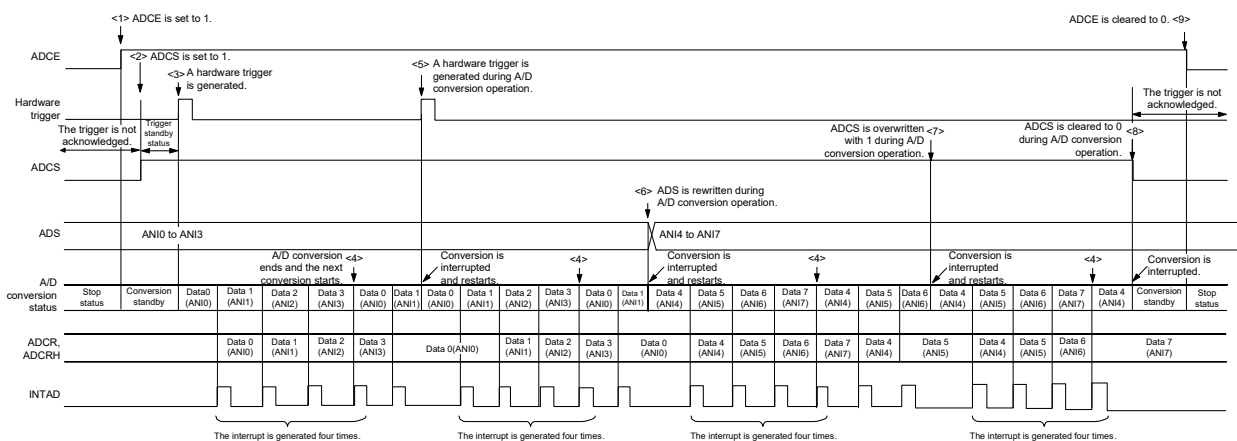 <1> ADCE is set to 1.
ADCE is cleared to 0. <9>
ADCE
<2> ADCS is set to 1.
<3> A hardware trigger
is generated.
<5> A hardware trigger is
generated during A/D
conversion operation.
Hardware
trigger
The trigger is not
acknowledged.
Trigger
standby
status
The trigger is not
acknowledged.
ADCS is overwritten
with 1 during A/D
conversion operation.
<7>
ADCS is cleared to 0
during A/D conversion
operation.
<8>
ADCS
<6> ADS is rewritten during
A/D conversion operation.
ADS
ANI0 to ANI3
ANI4 to ANI7
A/D conversion
ends and the next
conversion starts.
<4>
Conversion is
interrupted
and restarts.
<4>
Conversion is
interrupted
and restarts.
<4>
Conversion is
interrupted
and restarts.
<4>
Conversion is
interrupted.
A/D
conversion
status
Stop
status
Conversion
standby
Data0
(ANI0)
Data 1
(ANI1)
Data 2
(ANI2)
Data 3
(ANI3)
Data 0
(ANI0)
Data 1
(ANI1)
Data 0
(ANI0)
Data 1
(ANI1)
Data 2
(ANI2)
Data 3
(ANI3)
Data 0
(ANI0)
Data 1
(ANI1)
Data 4
(ANI4)
Data 5
(ANI5)
Data 6
(ANI6)
Data 7
(ANI7)
Data 4
(ANI4)
Data 5
(ANI5)
Data 6
(ANI6)
Data 4
(ANI4)
Data 5
(ANI5)
Data 6
(ANI6)
Data 7
(ANI7)
Data 4
(ANI4)
Conversion
standby
Stop
status
ADCR,
ADCRH
Data 0
(ANI0)
Data 1
(ANI1)
Data 2
(ANI2)
Data 3
(ANI3)
Data 0(ANI0)
Data 1
(ANI1)
Data 2
(ANI2)
Data 3
(ANI3)
Data 0
(ANI0)
Data 4
(ANI4)
Data 5
(ANI5)
Data 6
(ANI6)
Data 7
(ANI7)
Data 4
(ANI4)
Data 5
(ANI5)
Data 4
(ANI4)
Data 5
(ANI5)
Data 6
(ANI6)
Data 7
(ANI7)
INTAD
The interrupt is generated four times.
The interrupt is generated four times.
The interrupt is generated four times.
The interrupt is generated four times.